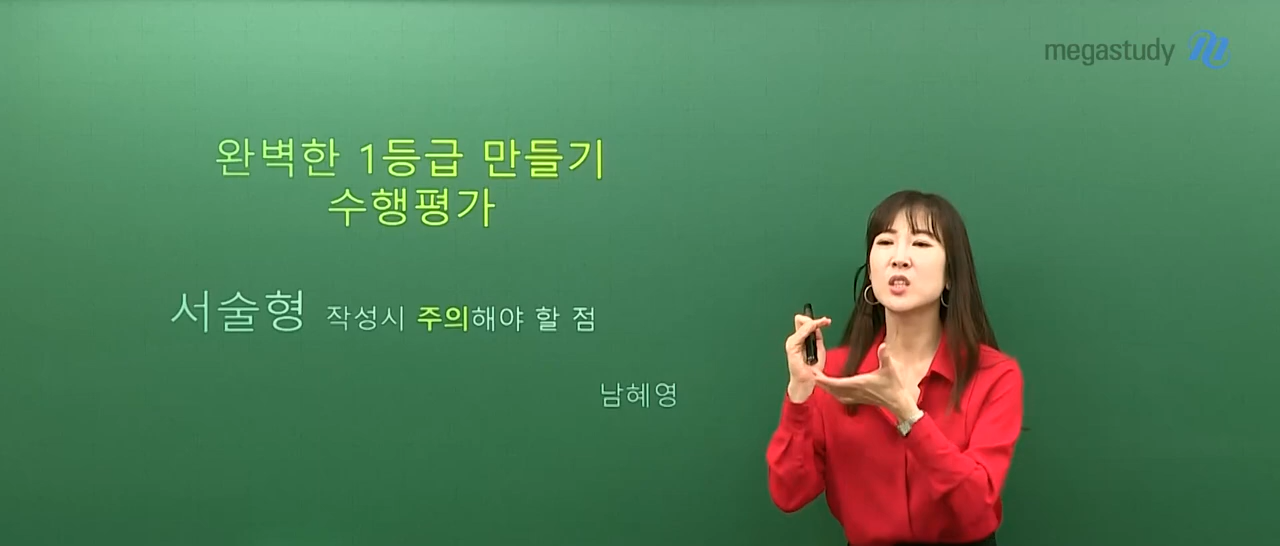 megastudy
완벽한 1등급 만들기
수행평가
서술형 작성시 주의해야 할 점
남혜영